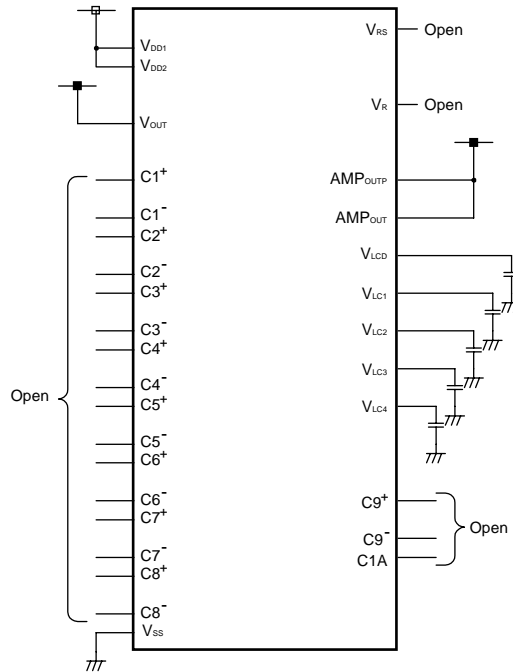 VRS Open
VDD1
VDD2
VR Open
VOUT
C1+
AMPOUTP
C1-
AMPOUT
C2+
VLCD
C2-
C3+
VLC1
C3-
VLC2
C4+
VLC3
C4-
Open
C5+
VLC4
C5-
C6+
C6-
C9+
C7+
Open
C9-
C7-
C1A
C8+
C8-
VSS